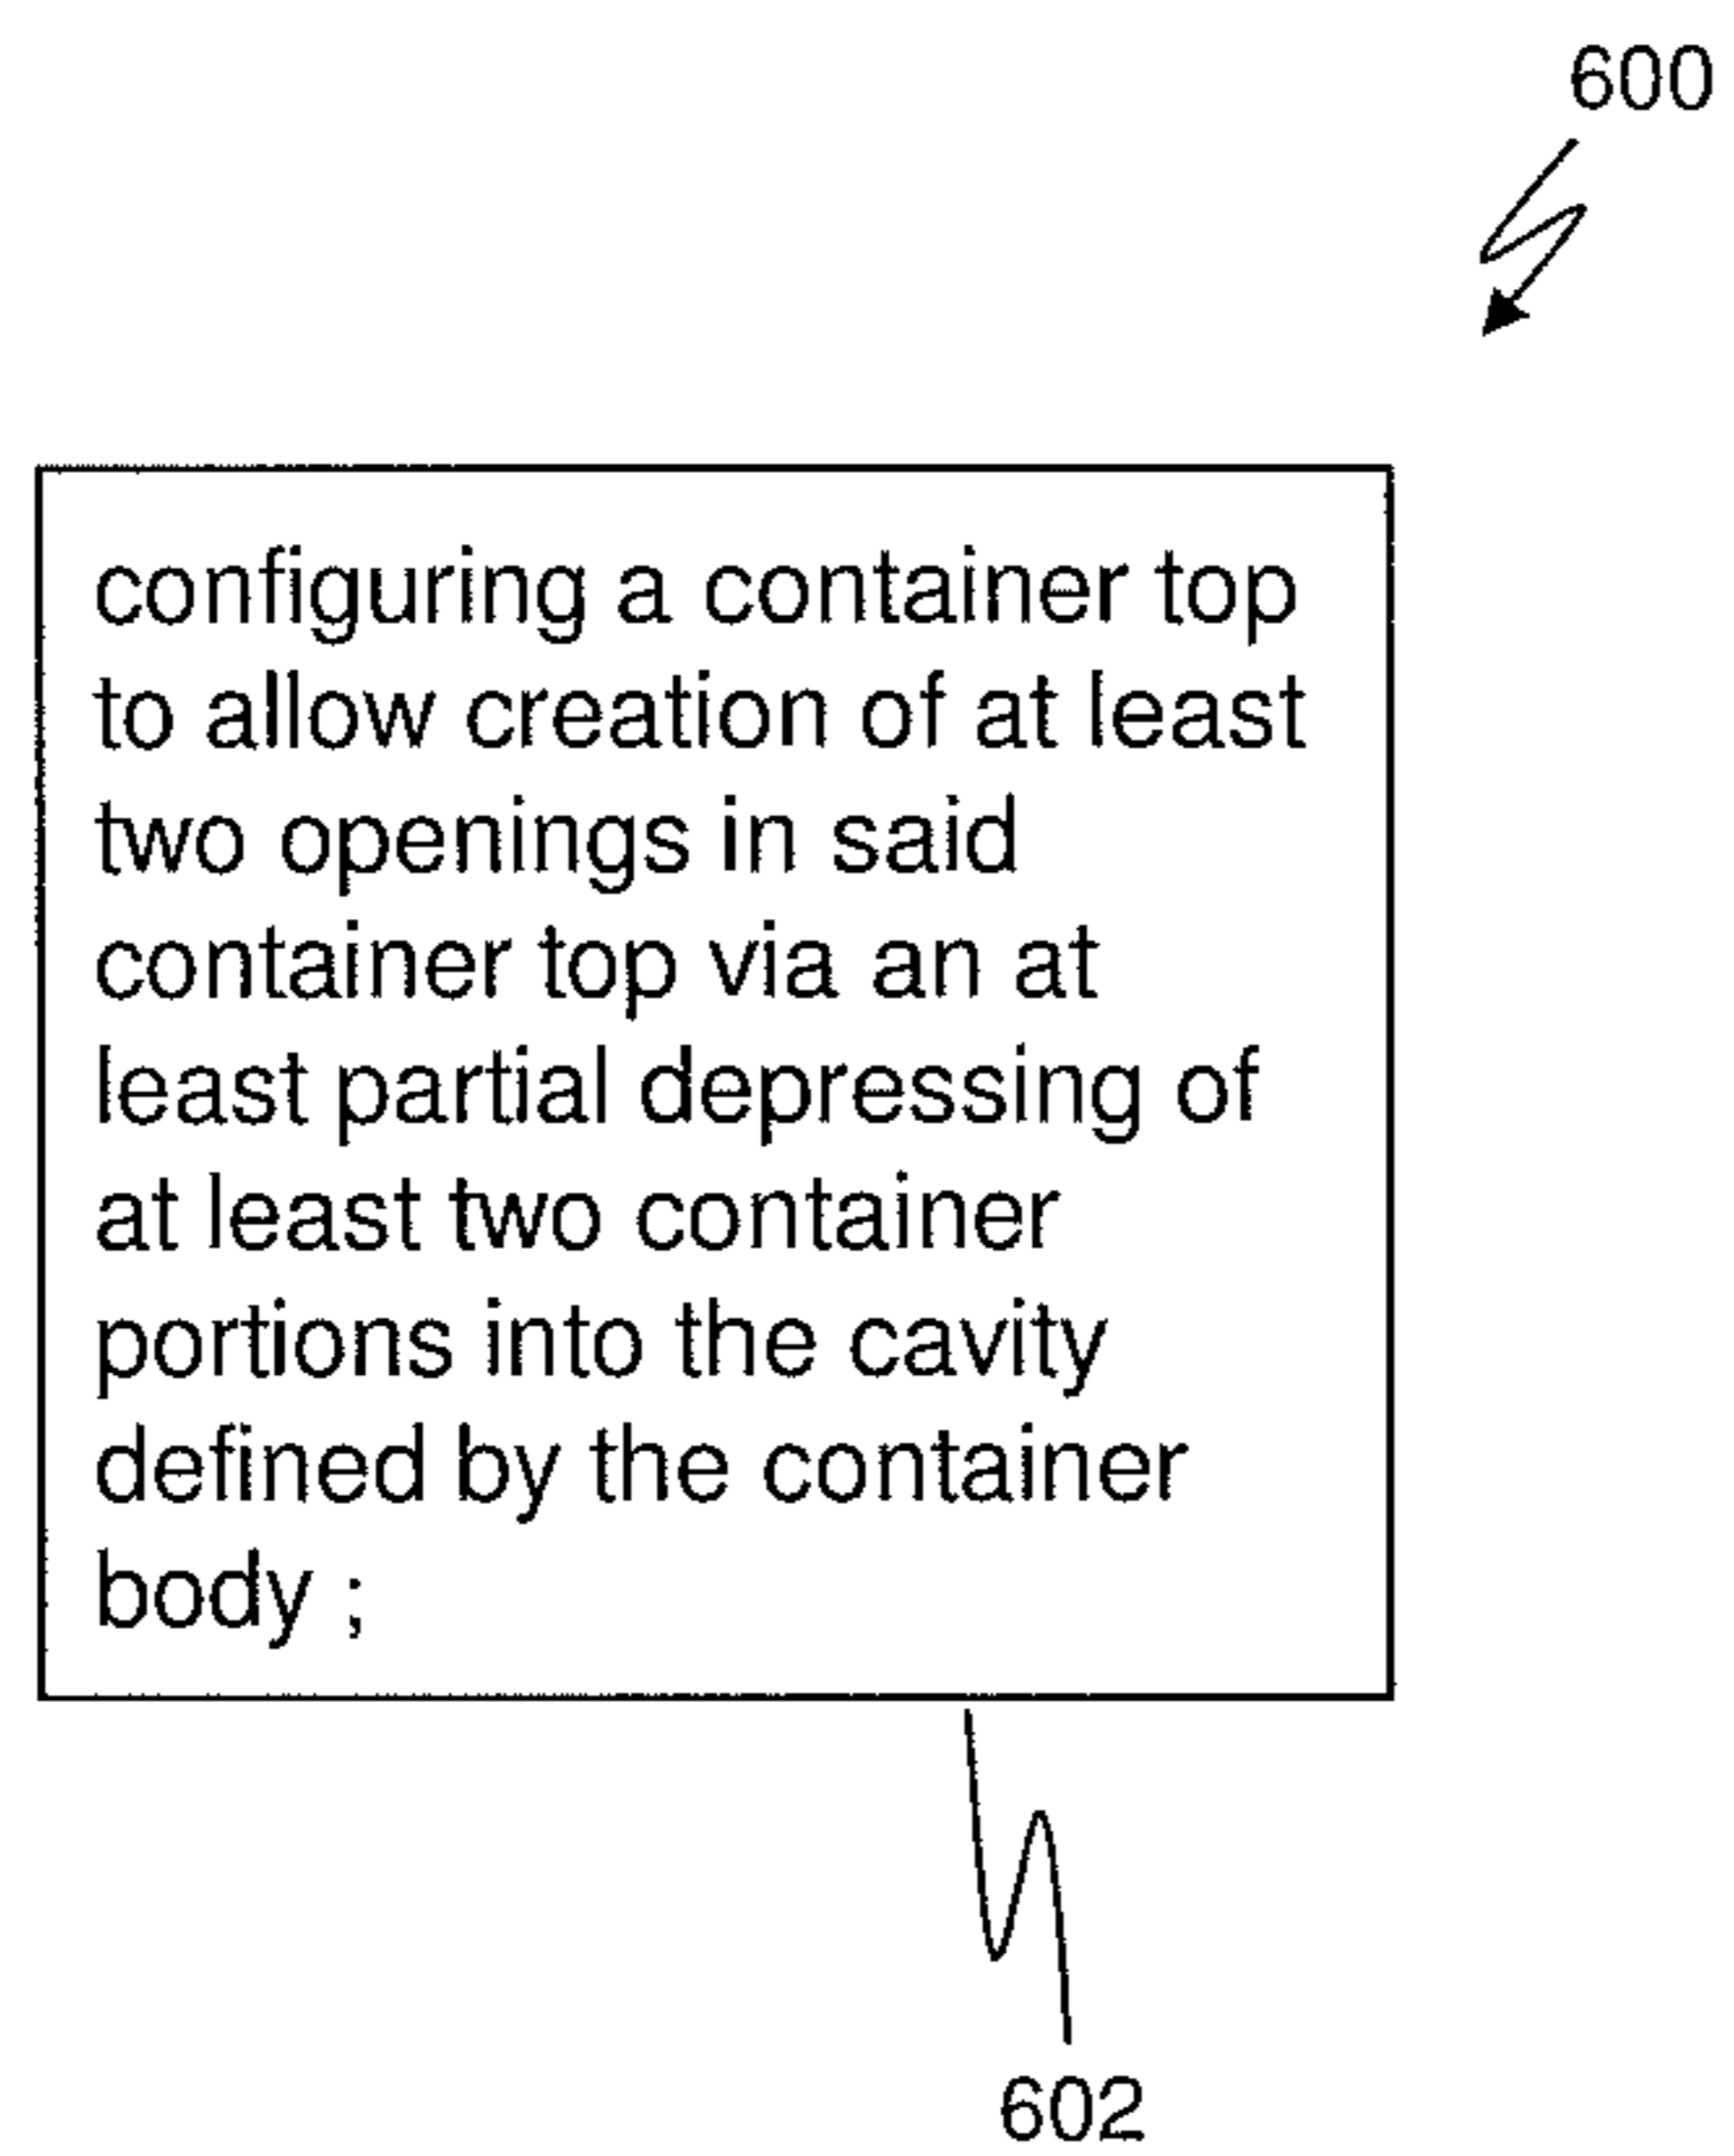 600
configuring a container top
to allow creation of at least
two openings in said
container top via an at
least partial depressing of
at least two container
portions into the cavity
defined by the container
body ;
602